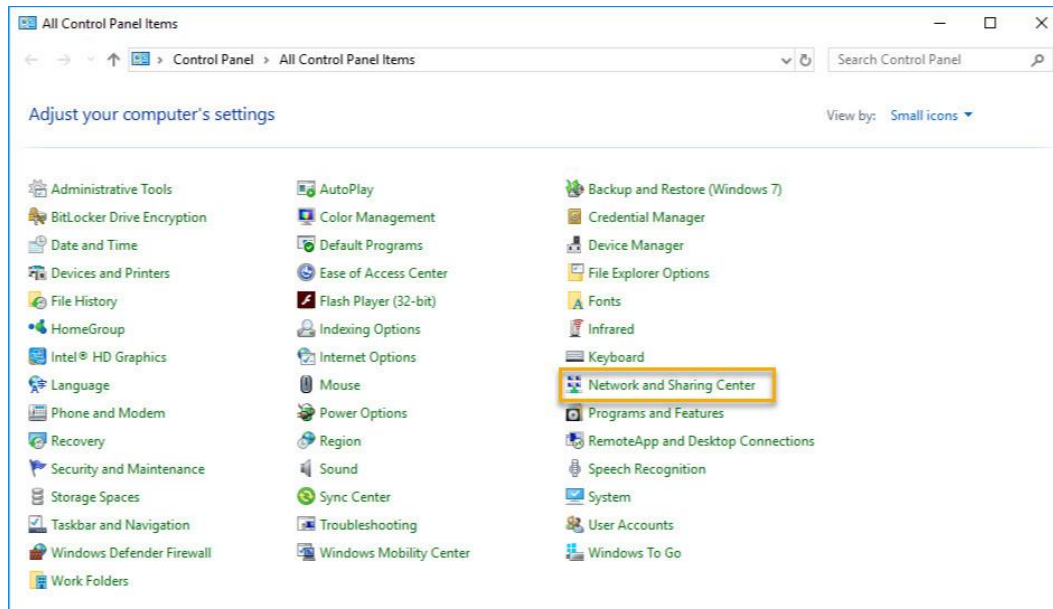 All Control Panel Items
Control Panel > All Control Panel Items
Search Control Panel
Adjust your computer's settings
View by: Small icons
Administrative Tools
AutoPlay
Backup and Restore (Windows 7)
BitLocker Drive Encryption
Color Management
Credential Manager
Date and Time
Default Programs
Device Manager
Devices and Printers
Ease of Access Center
File Explorer Options
File History
Flash Player (32-bit)
Fonts
HomeGroup
Indexing Options
Infrared
Intel® HD Graphics
Internet Options
Keyboard
Language
Mouse
Network and Sharing Center
Phone and Modem
Power Options
Programs and Features
Recovery
Region
RemoteApp and Desktop Connections
Security and Maintenance
Sound
Speech Recognition
Storage Spaces
Sync Center
System
Taskbar and Navigation
Troubleshooting
User Accounts
Windows Defender Firewall
Windows Mobility Center
Windows To Go
Work Folders